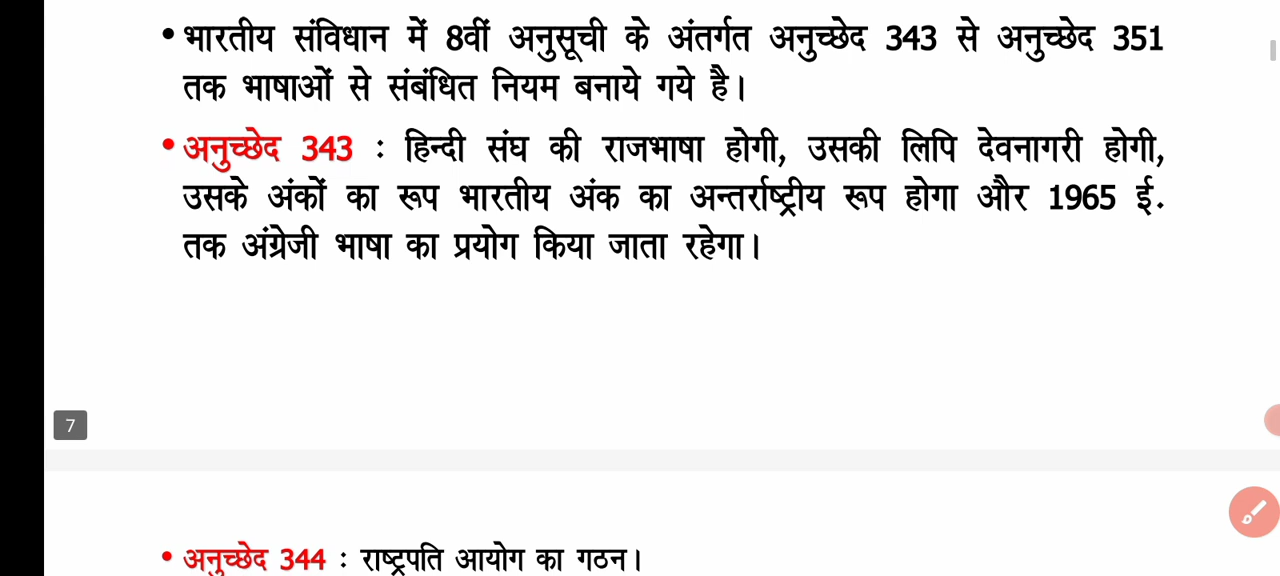 • भारतीय संविधान में 8वीं अनुसूची के अंतर्गत अनुच्छेद 343 से अनुच्छेद 351
तक भाषाओं से संबंधित नियम बनाये गये है।
• अनुच्छेद 343 : हिन्दी संघ की राजभाषा होगी, उसकी लिपि देवनागरी होगी,
उसके अंकों का रूप भारतीय अंक का अन्तर्राष्ट्रीय रूप होगा और 1965 ई.
तक अंग्रेजी भाषा का प्रयोग किया जाता रहेगा।
7
• अनुच्छेद 344 : राष्ट्रपति आयोग का गठन।